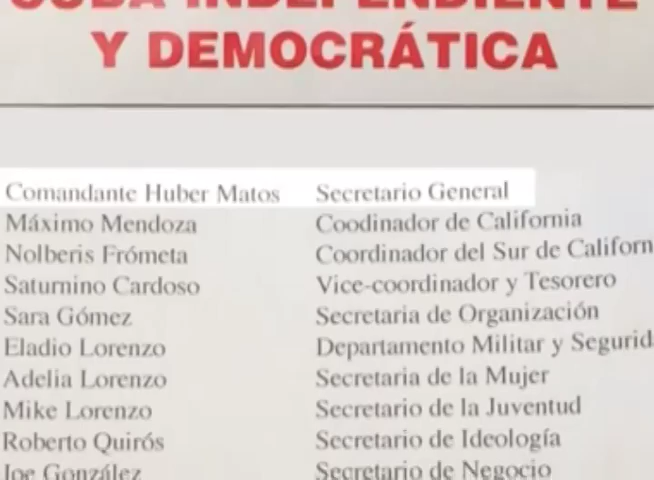 CUBA INDEPENDIENTE
Y DEMOCRÁTICA
Comandante Huber Matos Secretario General
Máximo Mendoza Coodinador de California
Nolberis Frómeta Coordinador del Sur de Californ
Saturnino Cardoso Vice-coordinador y Tesorero
Sara Gómez Secretaria de Organización
Eladio Lorenzo Departamento Militar y Segurid
Adelia Lorenzo Secretaria de la Mujer
Mike Lorenzo Secretario de la Juventud
Roberto Quirós Secretario de Ideología
Joe González Secretario de Negocio